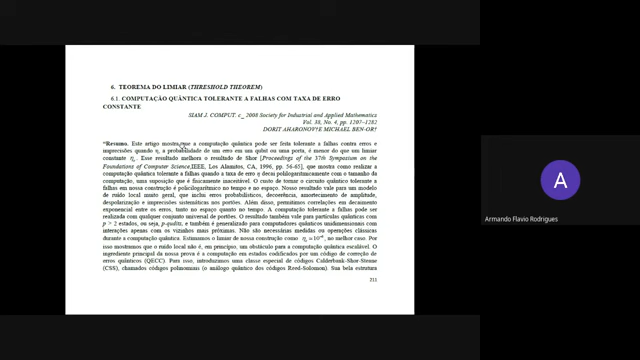 6. TEOREMA DO LIMIAR (THRESHOLD THEOREM)
6.1. COMPUTAÇÃO QUÂNTICA TOLERANTE A FALHAS COM TAXA DE ERRO
CONSTANTE
SIAM J. COMPUT. c_ 2008 Society for Industrial and Applied Mathematics
Vol. 38, No. 4, pp. 1207–1282
DORIT AHARONOV† E MICHAEL BEN-OR†
"Resumo. Este artigo mostra que a computação quântica pode ser feita tolerante a falhas contra erros e
imprecisões quando η, a probabilidade de um erro em um qubit ou uma porta, é menor do que um limiar
constante η. Esse resultado melhora o resultado de Shor [Proceedings of the 37th Symposium on the
Foundations of Computer Science, IEEE, Los Alamitos, CA, 1996, pp. 56-65], que mostra como realizar a
computação quântica tolerante a falhas quando a taxa de erro η decai polilogaritmicamente com o tamanho da
computação, uma suposição que é fisicamente inaceitável. O custo de tornar o circuito quântico tolerante a
falhas em nossa construção é polilogarítmico no tempo e no espaço. Nosso resultado vale para um modelo
de ruído local muito geral, que inclui erros probabilísticos, decoerência, amortecimento de amplitude,
despolarização e imprecisões sistemáticas nos portões. Além disso, permitimos correlações em decaimento
exponencial entre os erros, tanto no espaço quanto no tempo. A computação tolerante a falhas pode ser
realizada com qualquer conjunto universal de portões. O resultado também vale para partículas quânticas com
p > 2 estados, ou seja, p-qudits, e também é generalizado para computadores quânticos unidimensionais com
interações apenas com os vizinhos mais próximos. Não são necessárias medidas ou operações clássicas
durante a computação quântica. Estimamos o limiar de nossa construção como η = 10⁻⁶, no melhor caso. Por
isso mostramos que o ruído local não é, em princípio, um obstáculo para a computação quântica escalável. O
ingrediente principal da nossa prova é a computação em estados codificados por um código de correção de
erros quânticos (QECC). Para isso, introduzamos uma classe especial de códigos Calderbank-Shor-Steane
(CSS), chamados códigos polinomiais (o análogo quântico dos códigos Reed-Solomon). Sua bela estrutura
211
A
Armando Flavio Rodrigues